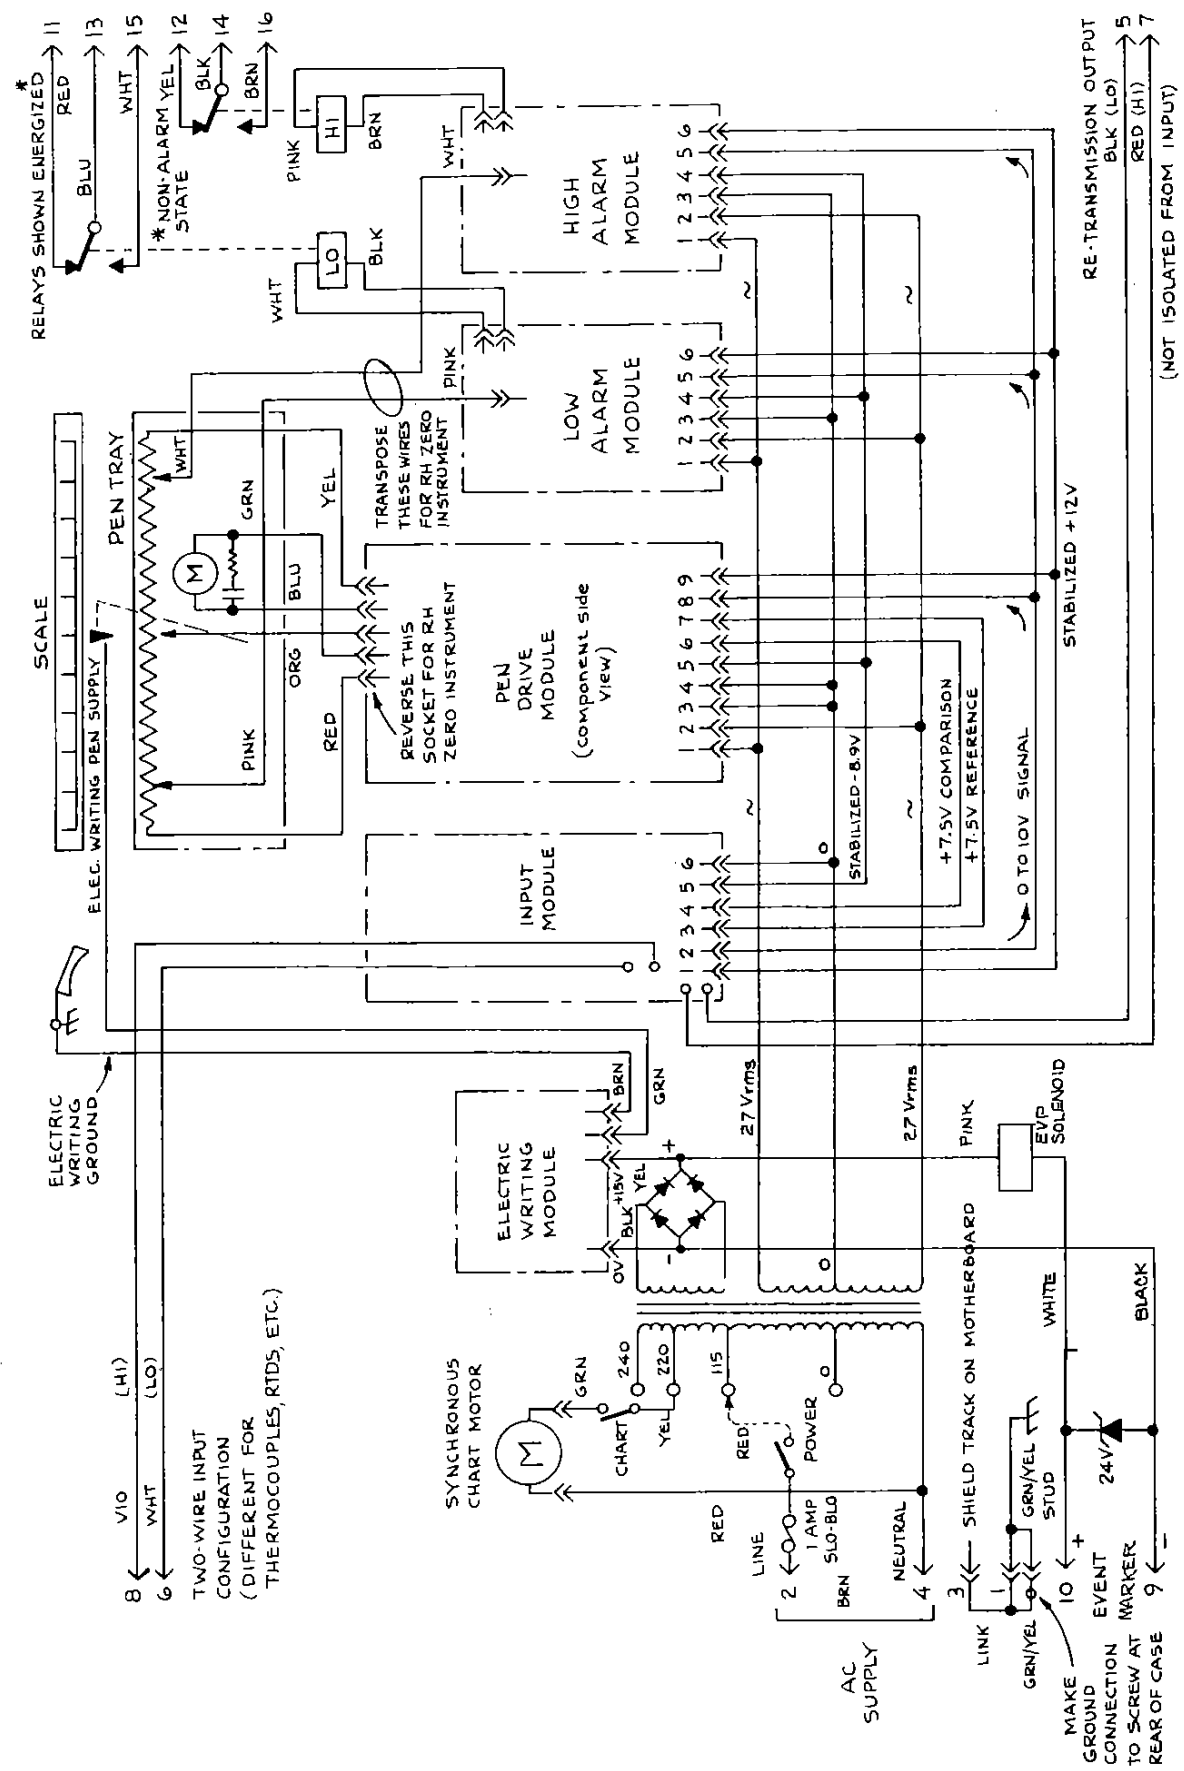 RELAYS SHOWN ENERGIZED*
RED
11
13
BLU
WHT
15
*NON-ALARM
STATE
YEL
12
BLK
14
BRN
16
PINK
HI
BRN
WHT
LO
BLK
SCALE
ELEC. WRITING PEN SUPPLY
PEN TRAY
WHT
PINK
GRN
M
ORG
BLU
RED
YEL
TRANSPOSE
THESE WIRES
FOR RH ZERO
INSTRUMENT
REVERSE THIS
SOCKET FOR RH
ZERO INSTRUMENT
WHT
HIGH
ALARM
MODULE
1 2 3 4 5 6
PINK
LOW
ALARM
MODULE
1 2 3 4 5 6
PEN
DRIVE
MODULE
(component side
view)
1 2 3 4 5 6 7 8 9
INPUT
MODULE
1 2 3 4 5 6
~
~
~
~
O
STABILIZED - 8.9V
+7.5V COMPARISON
+7.5V REFERENCE
0 TO 10V SIGNAL
STABILIZED +12V
RE-TRANSMISSION OUTPUT
BLK (LO)
5
RED (HI)
7
(NOT ISOLATED FROM INPUT)
ELECTRIC
WRITING
GROUND
ELECTRIC
WRITING
MODULE
BRN
GRN
YEL
+15V
BLK
0V
+
-
27 Vrms
27 Vrms
O
PINK
EVP
SOLENOID
8
VIO
(HI)
6
WHT
(LO)
TWO-WIRE INPUT
CONFIGURATION
(DIFFERENT FOR
THERMOCOUPLES, RTDS, ETC.)
SYNCHRONOUS
CHART MOTOR
M
GRN
CHART
YEL
240
220
115
O
RED
RED
POWER
LINE
1 AMP
SLO-BLO
2
BRN
NEUTRAL
4
AC
SUPPLY
3
SHIELD TRACK ON MOTHERBOARD
LINK
1
GRN/YEL
STUD
GRN/YEL
WHITE
BLACK
24V
10
+
EVENT
MARKER
9
-
MAKE
GROUND
CONNECTION
TO SCREW AT
REAR OF CASE